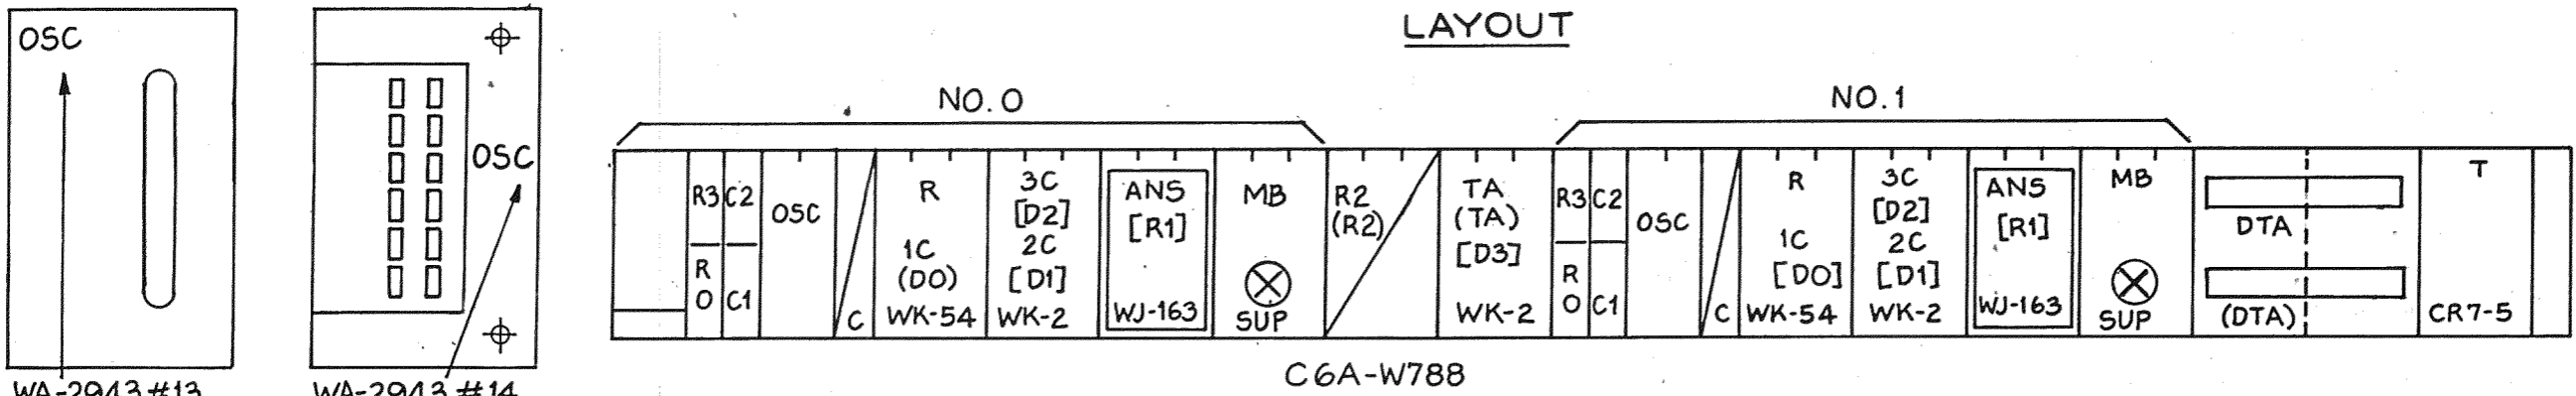 LAYOUT
OSC
WA-2943 #13
OSC
WA-2943 #14
NO. 0
NO. 1
R3
C2
R
O
C1
OSC
C
R
1C
(DO)
WK-54
3C
[D2]
2C
[D1]
WK-2
ANS
[R1]
WJ-163
MB
SUP
R2
(R2)
TA
(TA)
[D3]
WK-2
R3
C2
R
O
C1
OSC
C
R
1C
[DO]
WK-54
3C
[D2]
2C
[D1]
WK-2
ANS
[R1]
WJ-163
MB
SUP
DTA
(DTA)
T
CR7-5
C6A-W788